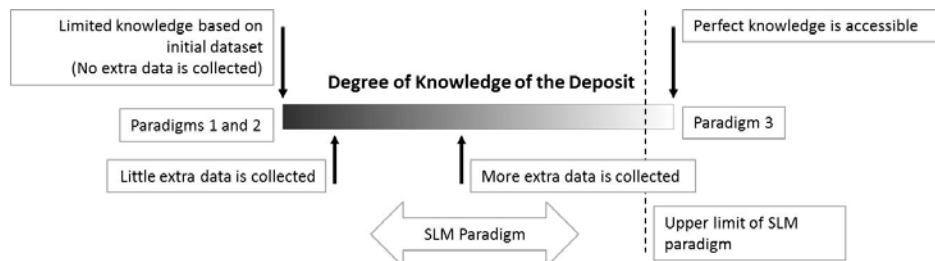 Limited knowledge based on
initial dataset
(No extra data is collected)
Perfect knowledge is accessible
Degree of Knowledge of the Deposit
Paradigms 1 and 2
Paradigm 3
Little extra data is collected
More extra data is collected
SLM Paradigm
Upper limit of SLM
paradigm